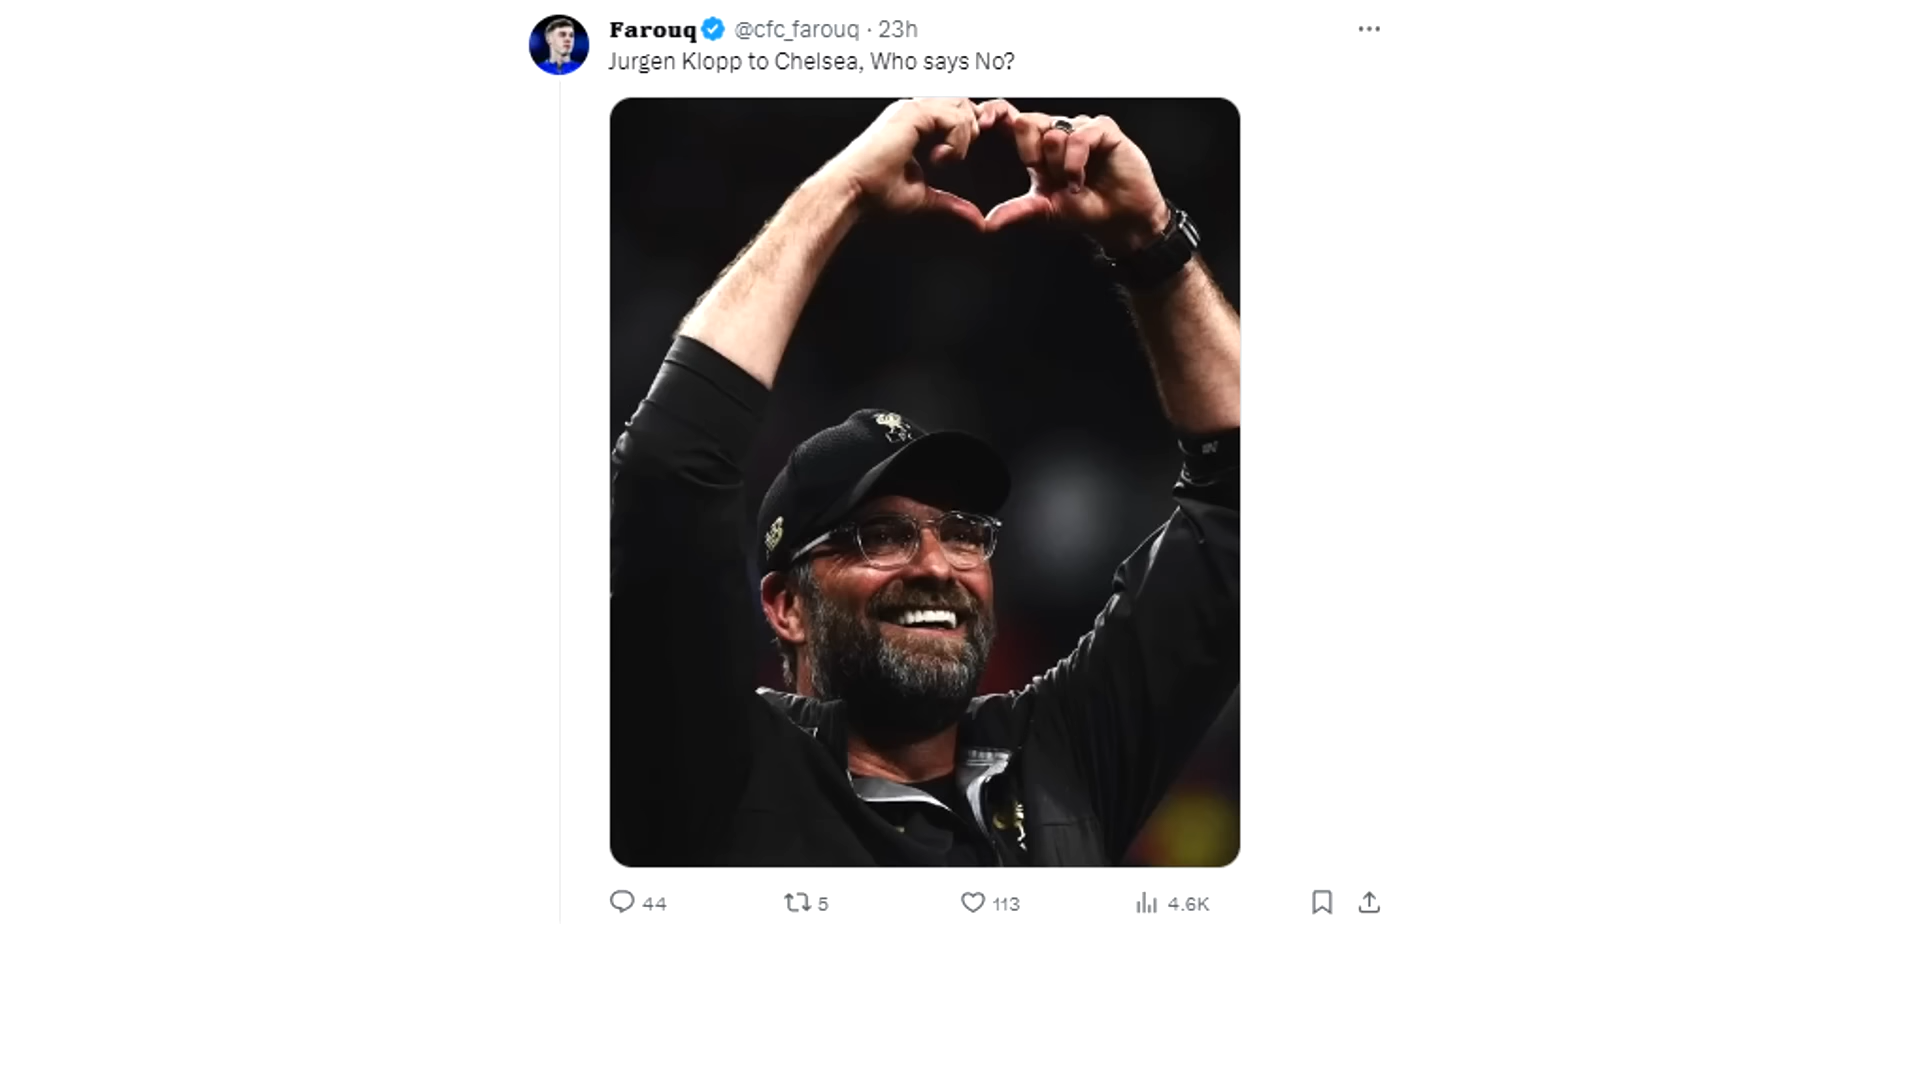 Farouq @cfc_farouq · 23h
Jurgen Klopp to Chelsea, Who says No?
44 5 113 4.6K